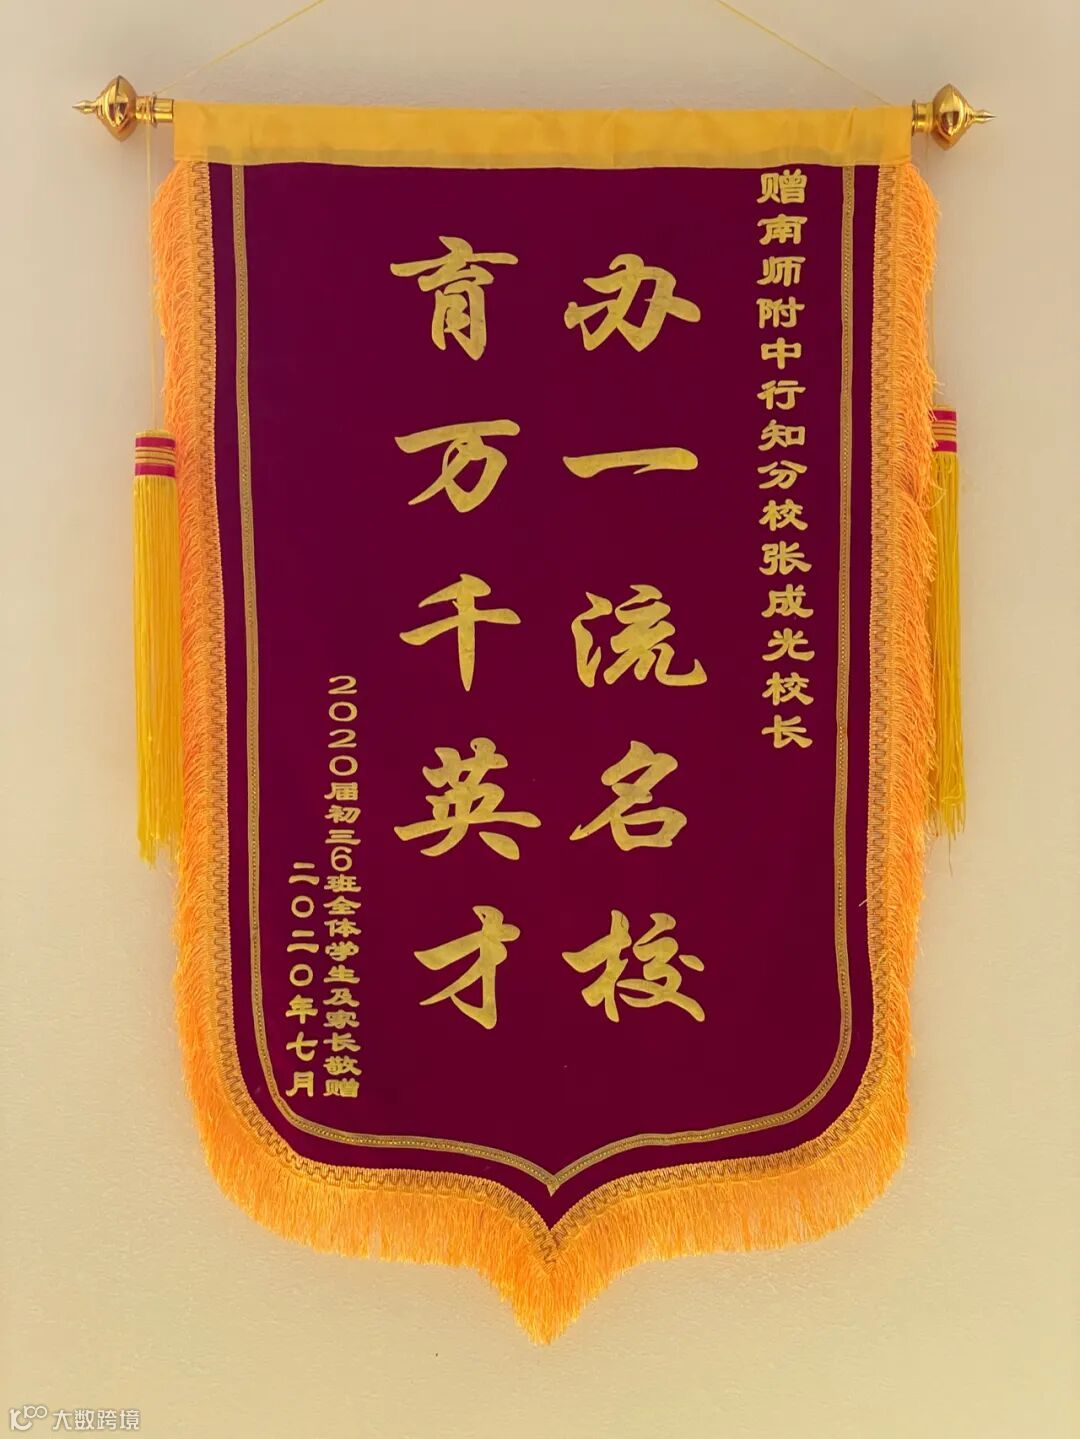 赠南师附中行知分校张成光校长
办一流名校
育万千英才
2020届初三6班全体学生及家长敬赠
二〇二〇年七月
大数跨境